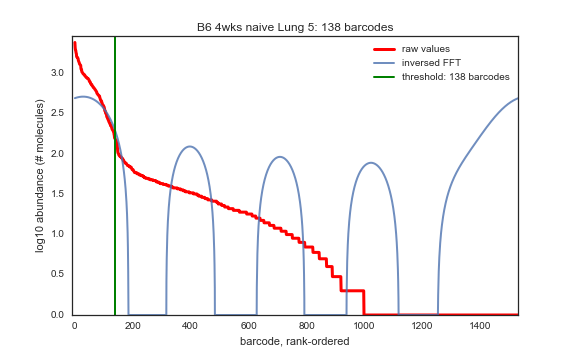 B6 4wks naive Lung 5: 138 barcodes
raw values
inversed FFT
threshold: 138 barcodes
log10 abundance (# molecules)
3.0
2.5
2.0
1.5
1.0
0.5
0.0
0 200 400 600 800 1000 1200 1400
barcode, rank-ordered